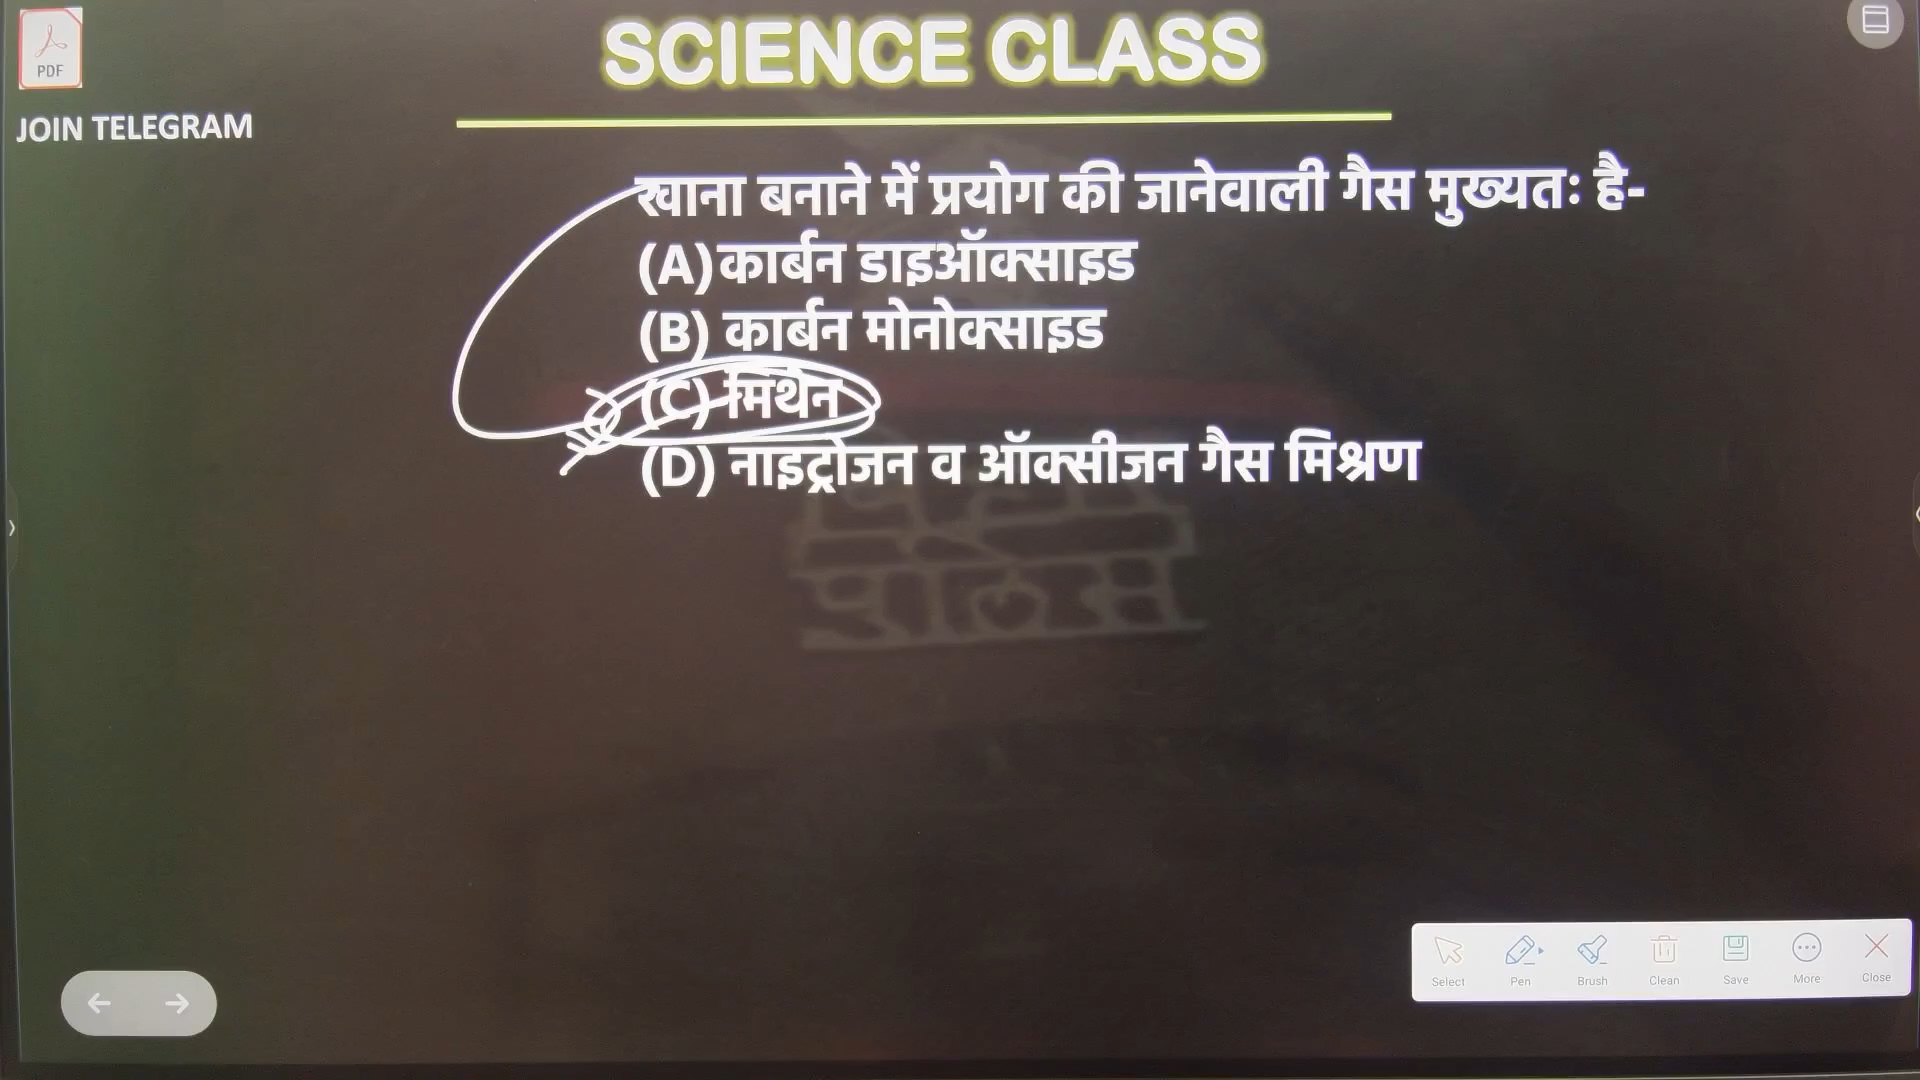 SCIENCE CLASS
PDF
JOIN TELEGRAM
खाना बनाने में प्रयोग की जानेवाली गैस मुख्यतः है-
(A) कार्बन डाइऑक्साइड
(B) कार्बन मोनोक्साइड
(C) मिथेन
(D) नाइट्रोजन व ऑक्सीजन गैस मिश्रण
Select Pen Brush Clean Save More Close